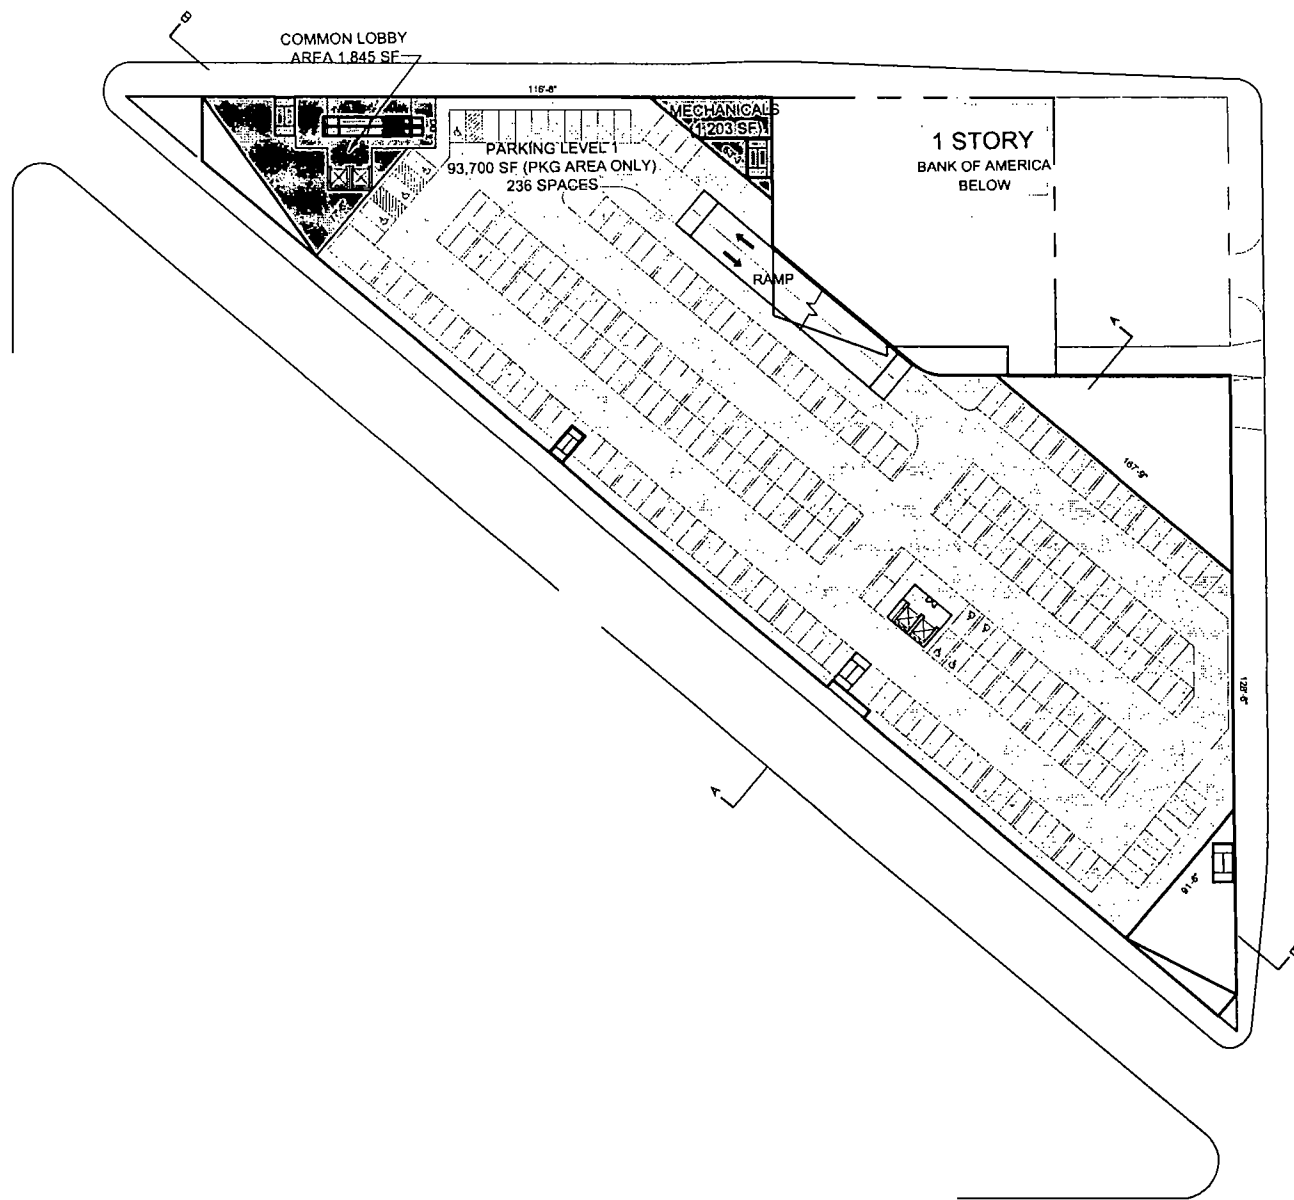 B
COMMON LOBBY
AREA 1,845 SF
116'-8"
MECHANICALS
(1,203 SF)
1 STORY
BANK OF AMERICA
BELOW
PARKING LEVEL 1
93,700 SF (PKG AREA ONLY)
236 SPACES
RAMP
A
167'-9"
128'-6"
A
91'-6"
B